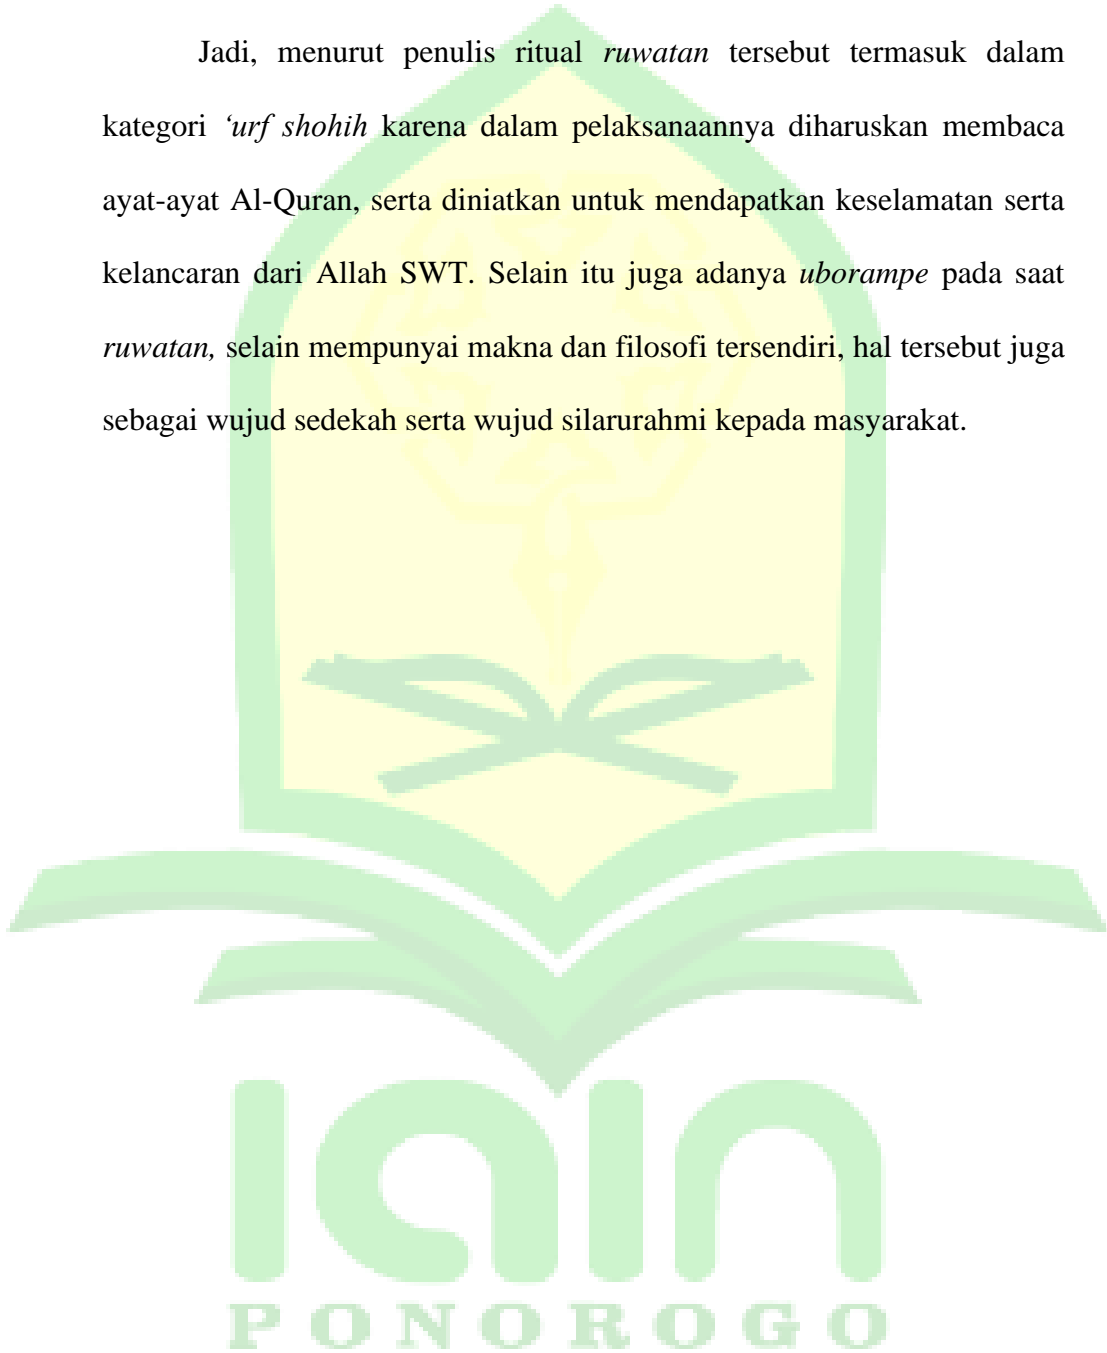 Jadi, menurut penulis ritual ruwatan tersebut termasuk dalam
kategori ‘urf shohih karena dalam pelaksanaannya diharuskan membaca
ayat-ayat Al-Quran, serta diniatkan untuk mendapatkan keselamatan serta
kelancaran dari Allah SWT. Selain itu juga adanya uborampe pada saat
ruwatan, selain mempunyai makna dan filosofi tersendiri, hal tersebut juga
sebagai wujud sedekah serta wujud silarurahmi kepada masyarakat.
iain
PONOROGO